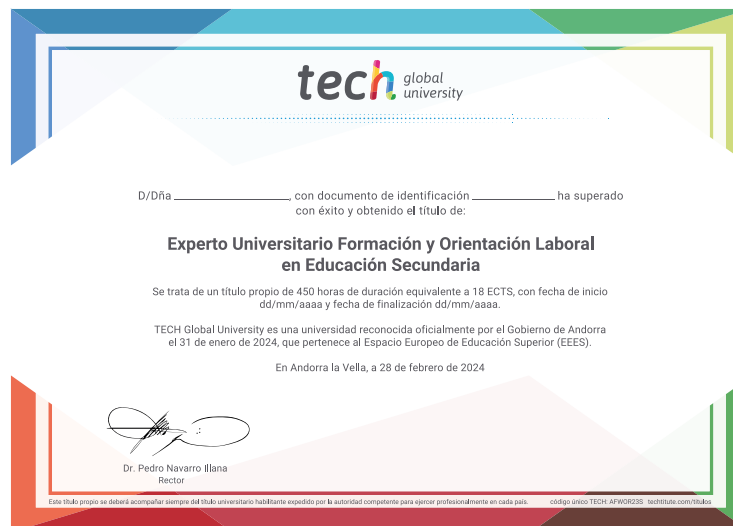 tech global university
D/Dña ____________, con documento de identificación ____________ ha superado
con éxito y obtenido el título de:
Experto Universitario Formación y Orientación Laboral
en Educación Secundaria
Se trata de un título propio de 450 horas de duración equivalente a 18 ECTS, con fecha de inicio
dd/mm/aaaa y fecha de finalización dd/mm/aaaa.
TECH Global University es una universidad reconocida oficialmente por el Gobierno de Andorra
el 31 de enero de 2024, que pertenece al Espacio Europeo de Educación Superior (EEES).
En Andorra la Vella, a 28 de febrero de 2024
Dr. Pedro Navarro Illana
Rector
Este título propio se deberá acompañar siempre del título universitario habilitante expedido por la autoridad competente para ejercer profesionalmente en cada país. código único TECH: AFWOR23S techtitute.com/titulos